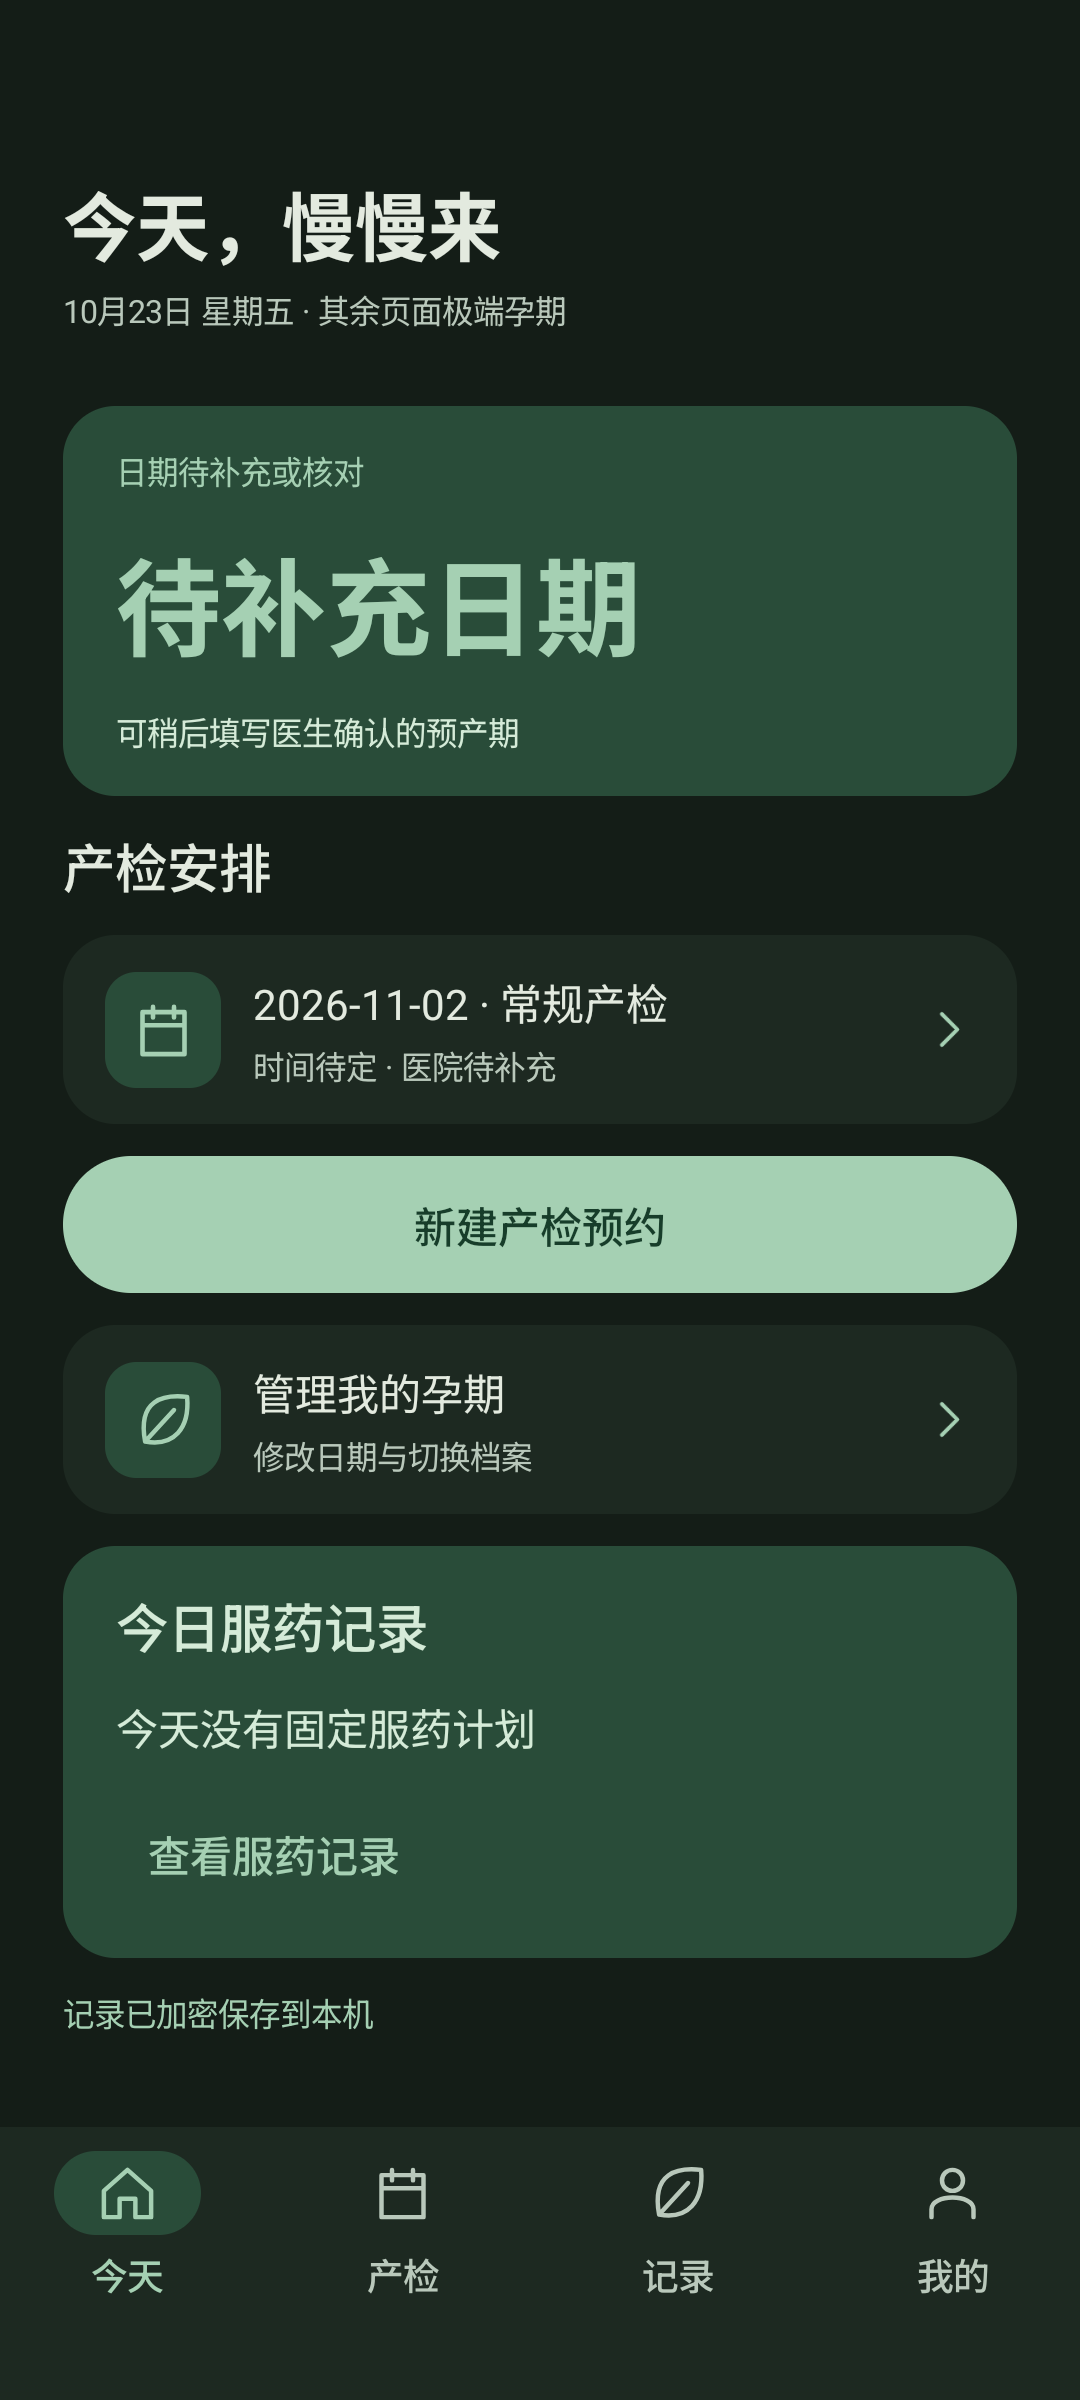 今天，慢慢来
10月23日 星期五 · 其余页面极端孕期
日期待补充或核对
待补充日期
可稍后填写医生确认的预产期
产检安排
2026-11-02 · 常规产检
时间待定 · 医院待补充
新建产检预约
管理我的孕期
修改日期与切换档案
今日服药记录
今天没有固定服药计划
查看服药记录
记录已加密保存到本机
今天
产检
记录
我的